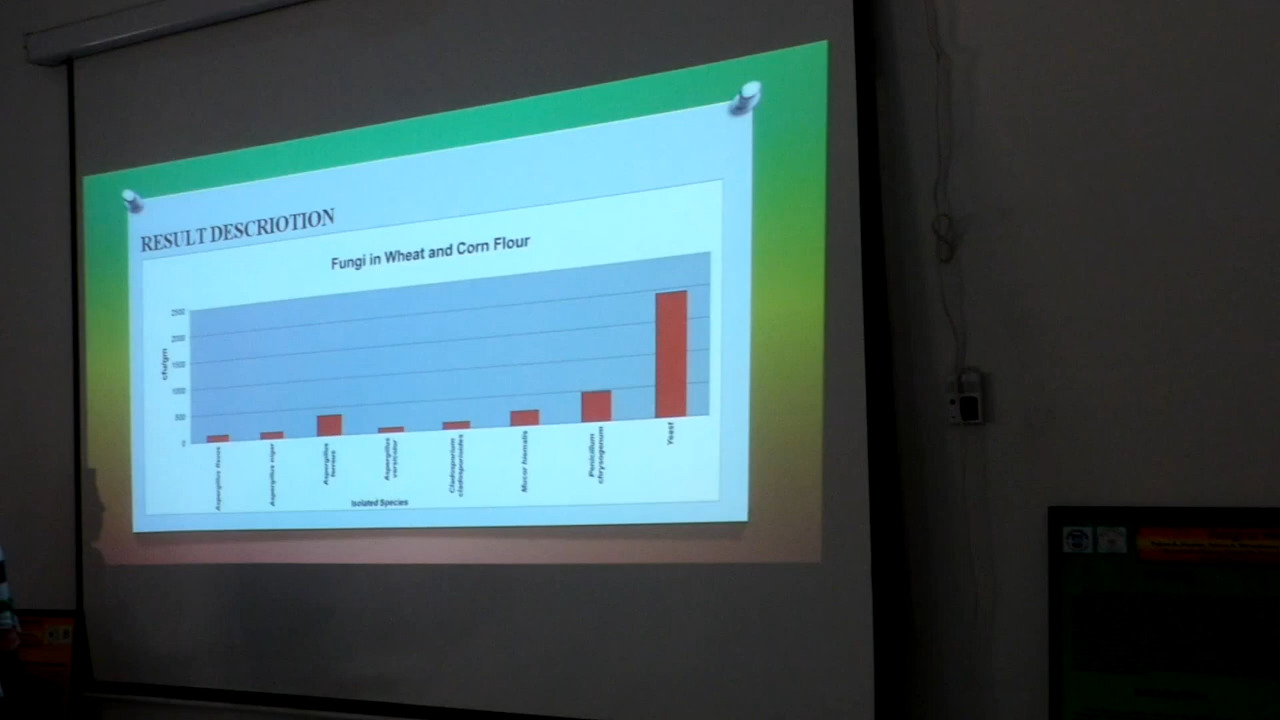 RESULT DESCRIOTION
Fungi in Wheat and Corn Flour
2500
2000
1500
1000
500
0
cfu/gm
Aspergillus flavus
Aspergillus niger
Aspergillus
terreus
Aspergillus
versicolor
Cladosporium
cladosporioides
Mucor hiemalis
Penicillium
chrysogenum
Yeast
Isolated Species